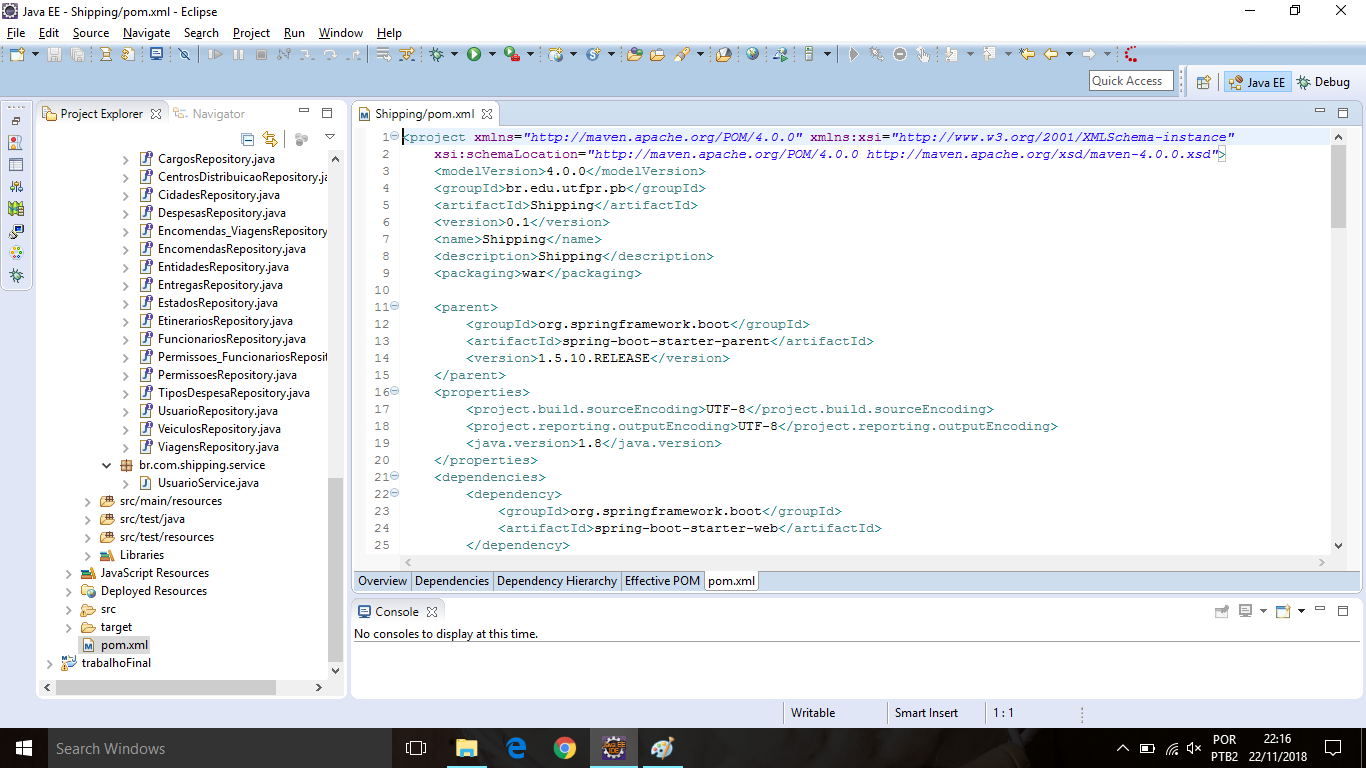 Java EE - Shipping/pom.xml - Eclipse
File Edit Source Navigate Search Project Run Window Help
Quick Access
Java EE Debug
Project Explorer Navigator
CargosRepository.java
CentrosDistribuicaoRepository.ja
CidadesRepository.java
DespesasRepository.java
Encomendas_ViagensRepository
EncomendasRepository.java
EntidadesRepository.java
EntregasRepository.java
EstadosRepository.java
EtinerariosRepository.java
FuncionariosRepository.java
Permissoes_FuncionariosReposit
PermissoesRepository.java
TiposDespesaRepository.java
UsuarioRepository.java
VeiculosRepository.java
ViagensRepository.java
br.com.shipping.service
UsuarioService.java
src/main/resources
src/test/java
src/test/resources
Libraries
JavaScript Resources
Deployed Resources
src
target
pom.xml
trabalhoFinal
Shipping/pom.xml
1 <project xmlns="http://maven.apache.org/POM/4.0.0" xmlns:xsi="http://www.w3.org/2001/XMLSchema-instance"
2 xsi:schemaLocation="http://maven.apache.org/POM/4.0.0 http://maven.apache.org/xsd/maven-4.0.0.xsd">
3 <modelVersion>4.0.0</modelVersion>
4 <groupId>br.edu.utfpr.pb</groupId>
5 <artifactId>Shipping</artifactId>
6 <version>0.1</version>
7 <name>Shipping</name>
8 <description>Shipping</description>
9 <packaging>war</packaging>
10
11 <parent>
12 <groupId>org.springframework.boot</groupId>
13 <artifactId>spring-boot-starter-parent</artifactId>
14 <version>1.5.10.RELEASE</version>
15 </parent>
16 <properties>
17 <project.build.sourceEncoding>UTF-8</project.build.sourceEncoding>
18 <project.reporting.outputEncoding>UTF-8</project.reporting.outputEncoding>
19 <java.version>1.8</java.version>
20 </properties>
21 <dependencies>
22 <dependency>
23 <groupId>org.springframework.boot</groupId>
24 <artifactId>spring-boot-starter-web</artifactId>
25 </dependency>
Overview Dependencies Dependency Hierarchy Effective POM pom.xml
Console
No consoles to display at this time.
Writable Smart Insert 1 : 1
Search Windows
POR 22:16
PTB2 22/11/2018